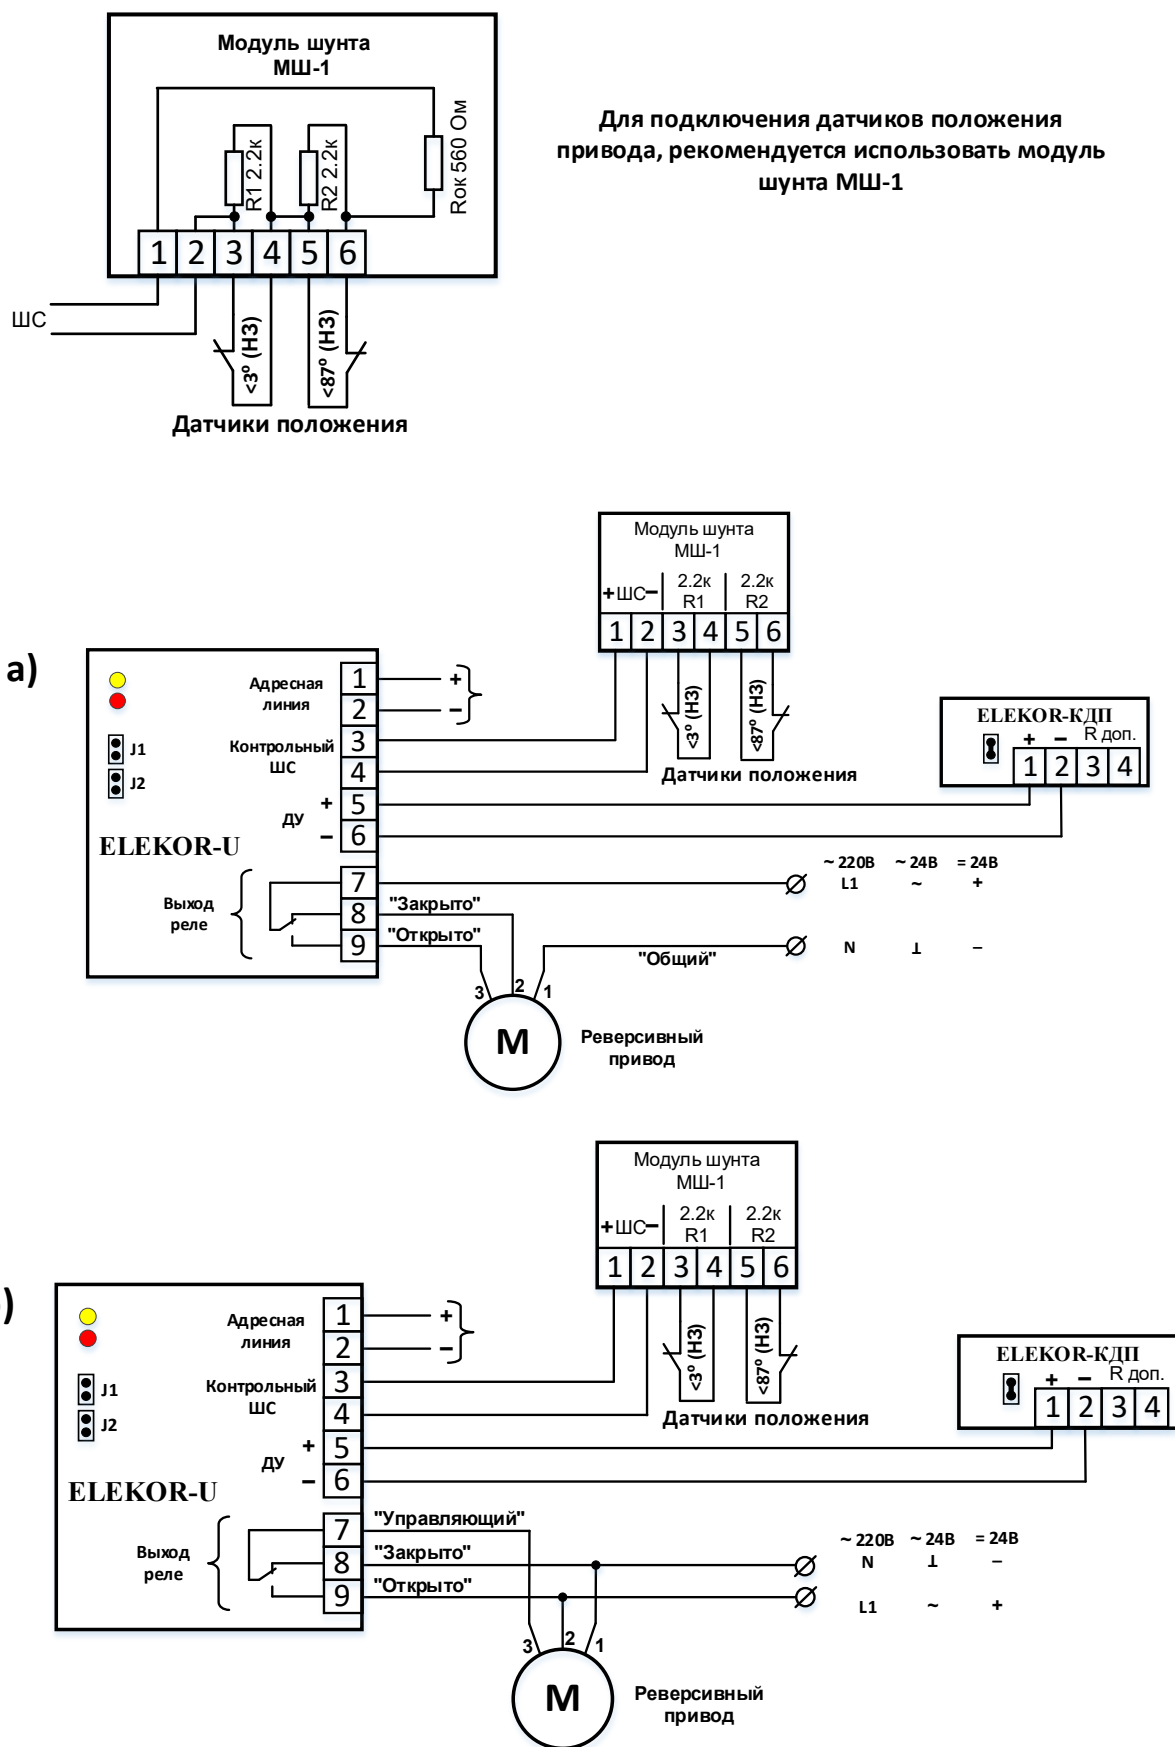 Модуль шунта
МШ-1
R1 2.2к
R2 2.2к
Rок 560 Ом
1 2 3 4 5 6
ШС
<3⁰ (НЗ)
<87⁰ (НЗ)
Датчики положения
Для подключения датчиков положения
привода, рекомендуется использовать модуль
шунта МШ-1
а)
Модуль шунта
МШ-1
+ШС−
2.2к
R1
2.2к
R2
1 2 3 4 5 6
<3⁰ (НЗ)
<87⁰ (НЗ)
Датчики положения
J1
J2
ELEKOR-U
Адресная
линия
Контрольный
ШС
ДУ
+
−
Выход
реле
1
2
3
4
5
6
7
8
9
+
−
"Закрыто"
"Открыто"
"Общий"
3 2 1
М
Реверсивный
привод
ELEKOR-КДП
+ − R доп.
1 2 3 4
~ 220В ~ 24В = 24В
L1 ~ +
N ⊥ −
)
Модуль шунта
МШ-1
+ШС−
2.2к
R1
2.2к
R2
1 2 3 4 5 6
<3⁰ (НЗ)
<87⁰ (НЗ)
Датчики положения
J1
J2
ELEKOR-U
Адресная
линия
Контрольный
ШС
ДУ
+
−
Выход
реле
1
2
3
4
5
6
7
8
9
+
−
"Управляющий"
"Закрыто"
"Открыто"
3 2 1
М
Реверсивный
привод
ELEKOR-КДП
+ − R доп.
1 2 3 4
~ 220В ~ 24В = 24В
N ⊥ −
L1 ~ +